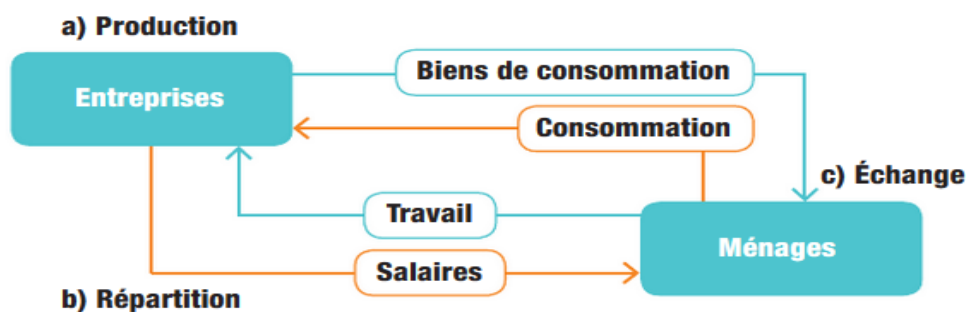 a) Production
Entreprises
Biens de consommation
Consommation
c) Échange
Travail
Ménages
Salaires
b) Répartition